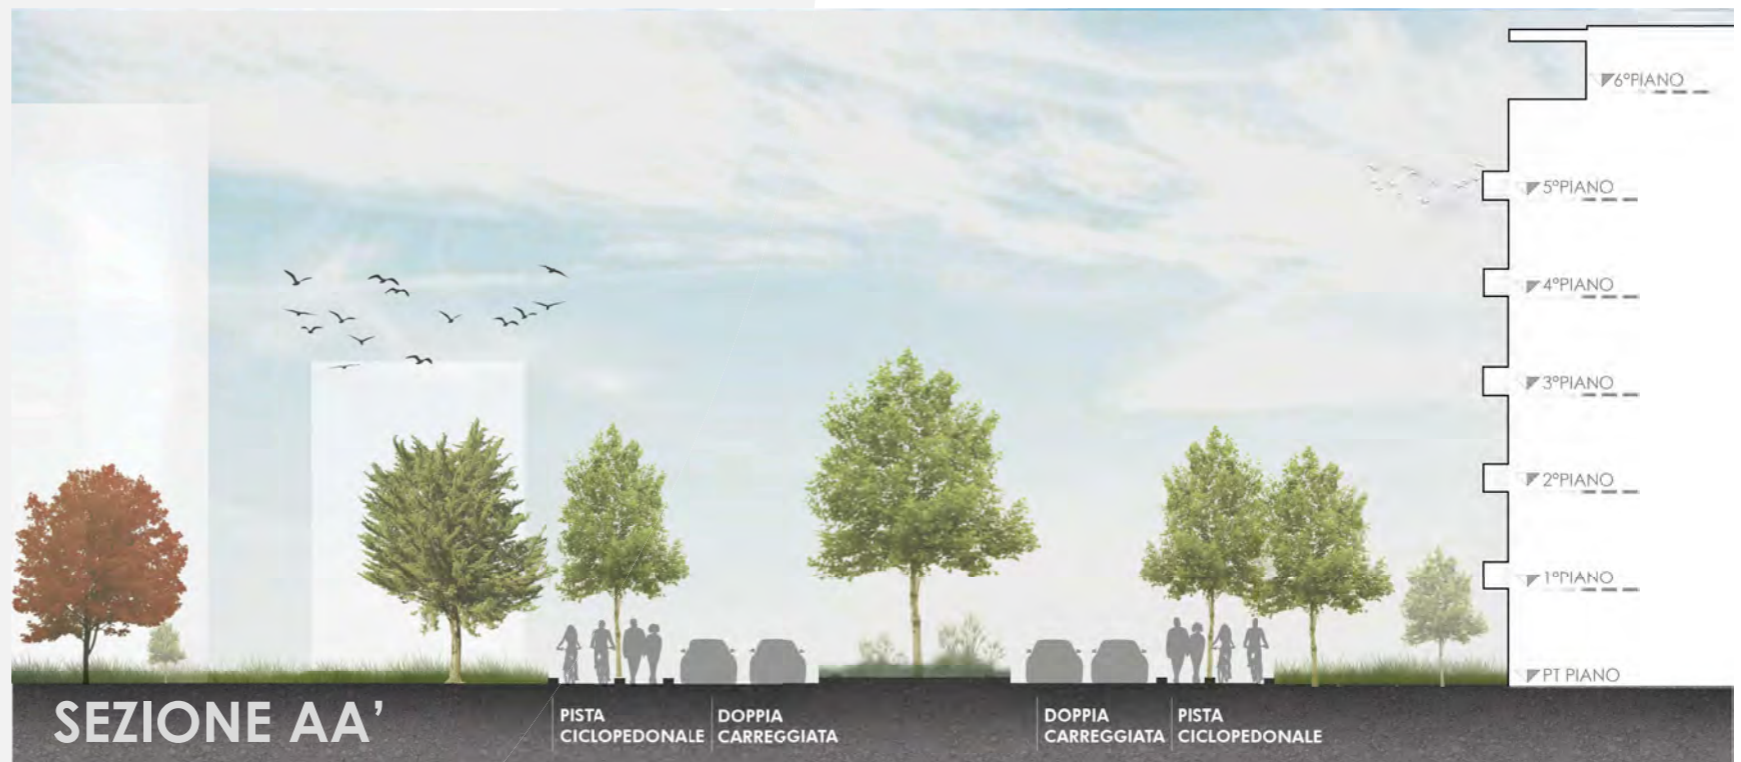 6°PIANO
5°PIANO
4°PIANO
3°PIANO
2°PIANO
1°PIANO
PT PIANO
SEZIONE AA'
PISTA
CICLOPEDONALE
DOPPIA
CARREGGIATA
DOPPIA
CARREGGIATA
PISTA
CICLOPEDONALE